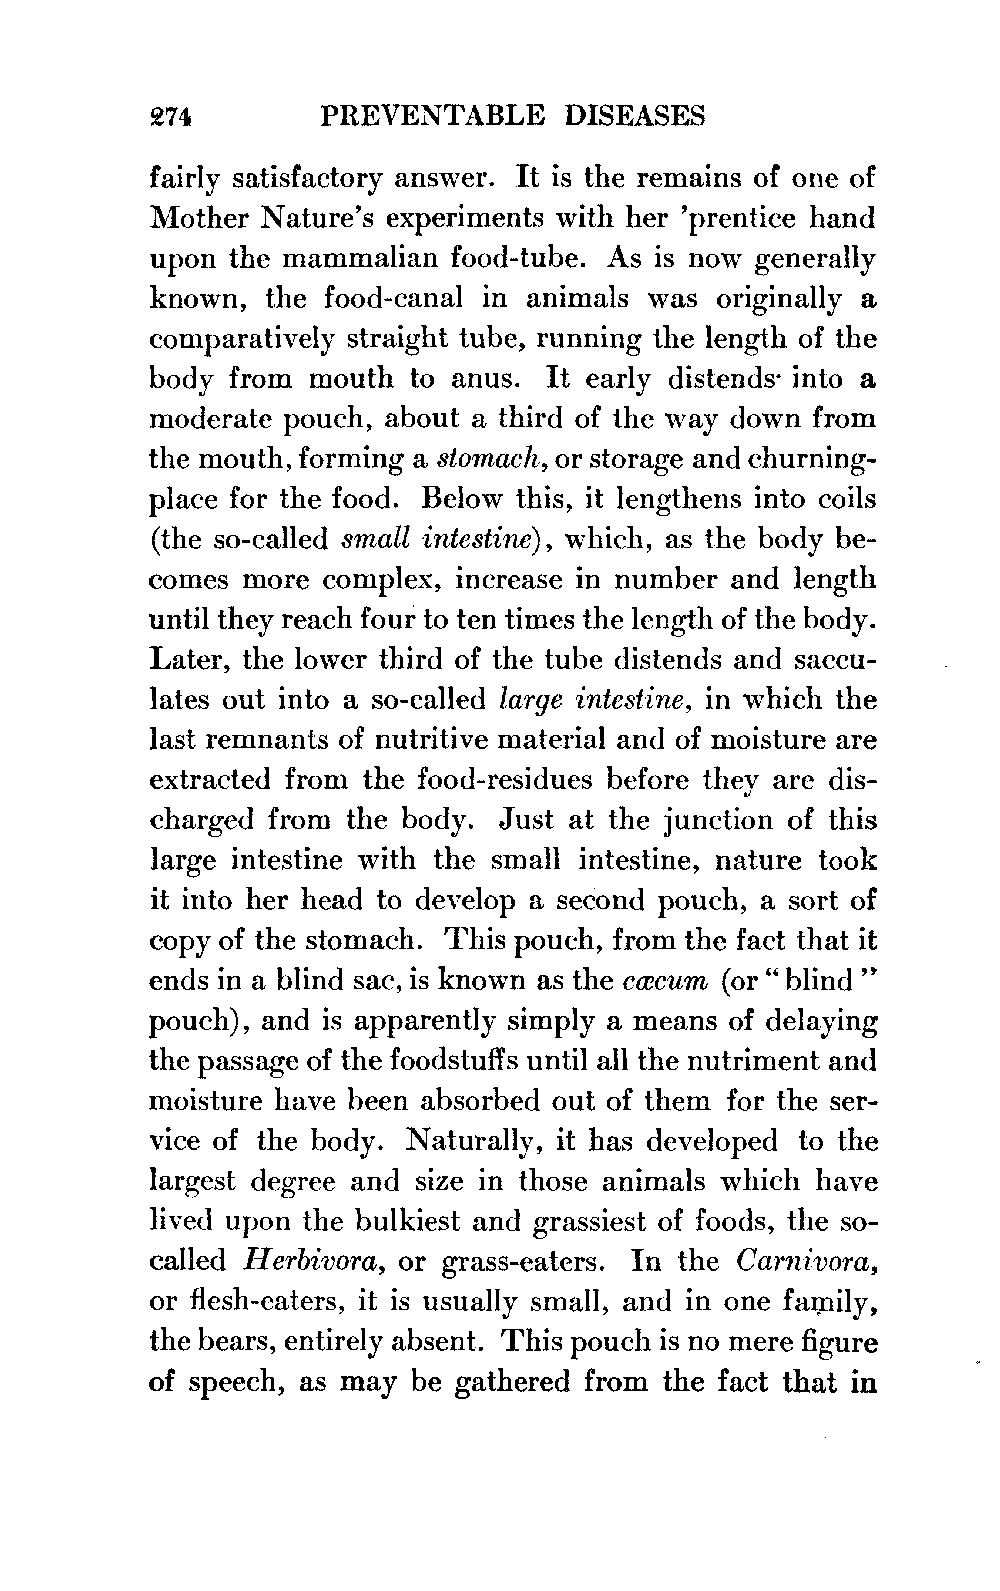 274 PREVENTABLE DISEASES
fairly satisfactory answer. It is the remains of one of
Mother Nature's experiments with her 'prentice hand
upon the mammalian food-tube. As is now generally
known, the food-canal in animals was originally a
comparatively straight tube, running the length of the
body from mouth to anus. It early distends into a
moderate pouch, about a third of the way down from
the mouth, forming a stomach, or storage and churning-
place for the food. Below this, it lengthens into coils
(the so-called small intestine), which, as the body be-
comes more complex, increase in number and length
until they reach four to ten times the length of the body.
Later, the lower third of the tube distends and saccu-
lates out into a so-called large intestine, in which the
last remnants of nutritive material and of moisture are
extracted from the food-residues before they are dis-
charged from the body. Just at the junction of this
large intestine with the small intestine, nature took
it into her head to develop a second pouch, a sort of
copy of the stomach. This pouch, from the fact that it
ends in a blind sac, is known as the cæcum (or "blind"
pouch), and is apparently simply a means of delaying
the passage of the foodstuffs until all the nutriment and
moisture have been absorbed out of them for the ser-
vice of the body. Naturally, it has developed to the
largest degree and size in those animals which have
lived upon the bulkiest and grassiest of foods, the so-
called Herbivora, or grass-eaters. In the Carnivora,
or flesh-eaters, it is usually small, and in one family,
the bears, entirely absent. This pouch is no mere figure
of speech, as may be gathered from the fact that in